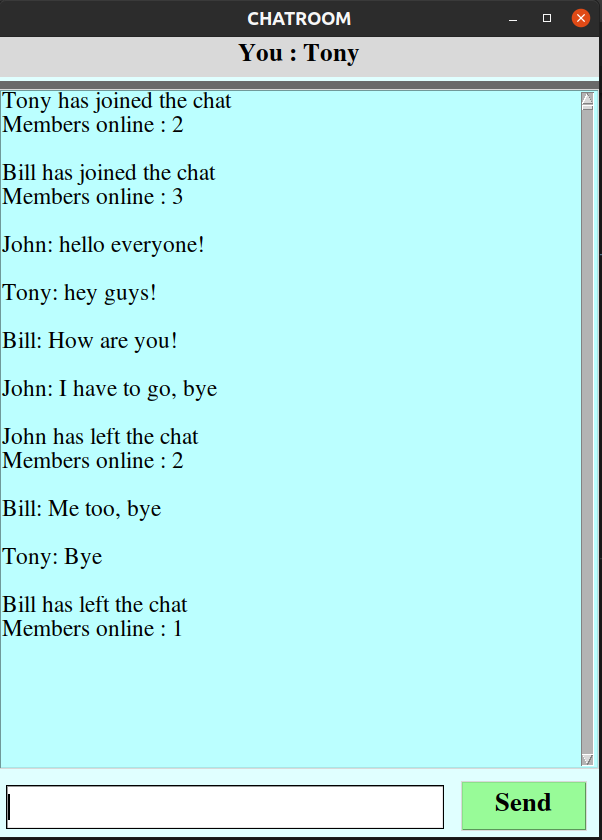 CHATROOM
You : Tony
Tony has joined the chat
Members online : 2
Bill has joined the chat
Members online : 3
John: hello everyone!
Tony: hey guys!
Bill: How are you!
John: I have to go, bye
John has left the chat
Members online : 2
Bill: Me too, bye
Tony: Bye
Bill has left the chat
Members online : 1
Send